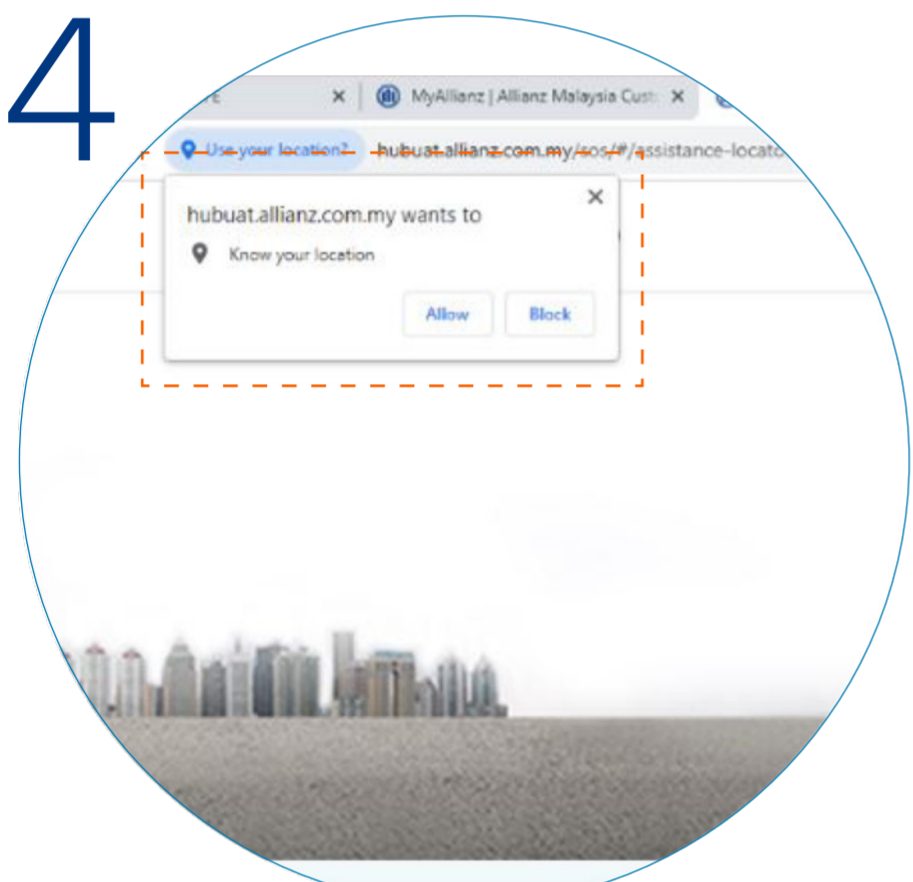 4
MyAllianz | Allianz Malaysia Cust
Use your location? hubuat.allianz.com.my/sos/#/assistance-locato
hubuat.allianz.com.my wants to
Know your location
Allow Block